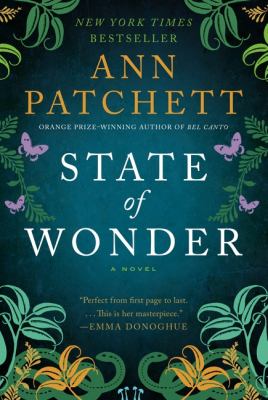 NEW YORK TIMES
BESTSELLER
ANN
PATCHETT
ORANGE PRIZE-WINNING AUTHOR OF BEL CANTO
STATE
of
WONDER
A NOVEL
"Perfect from first page to last.
. . . This is her masterpiece."
—EMMA DONOGHUE